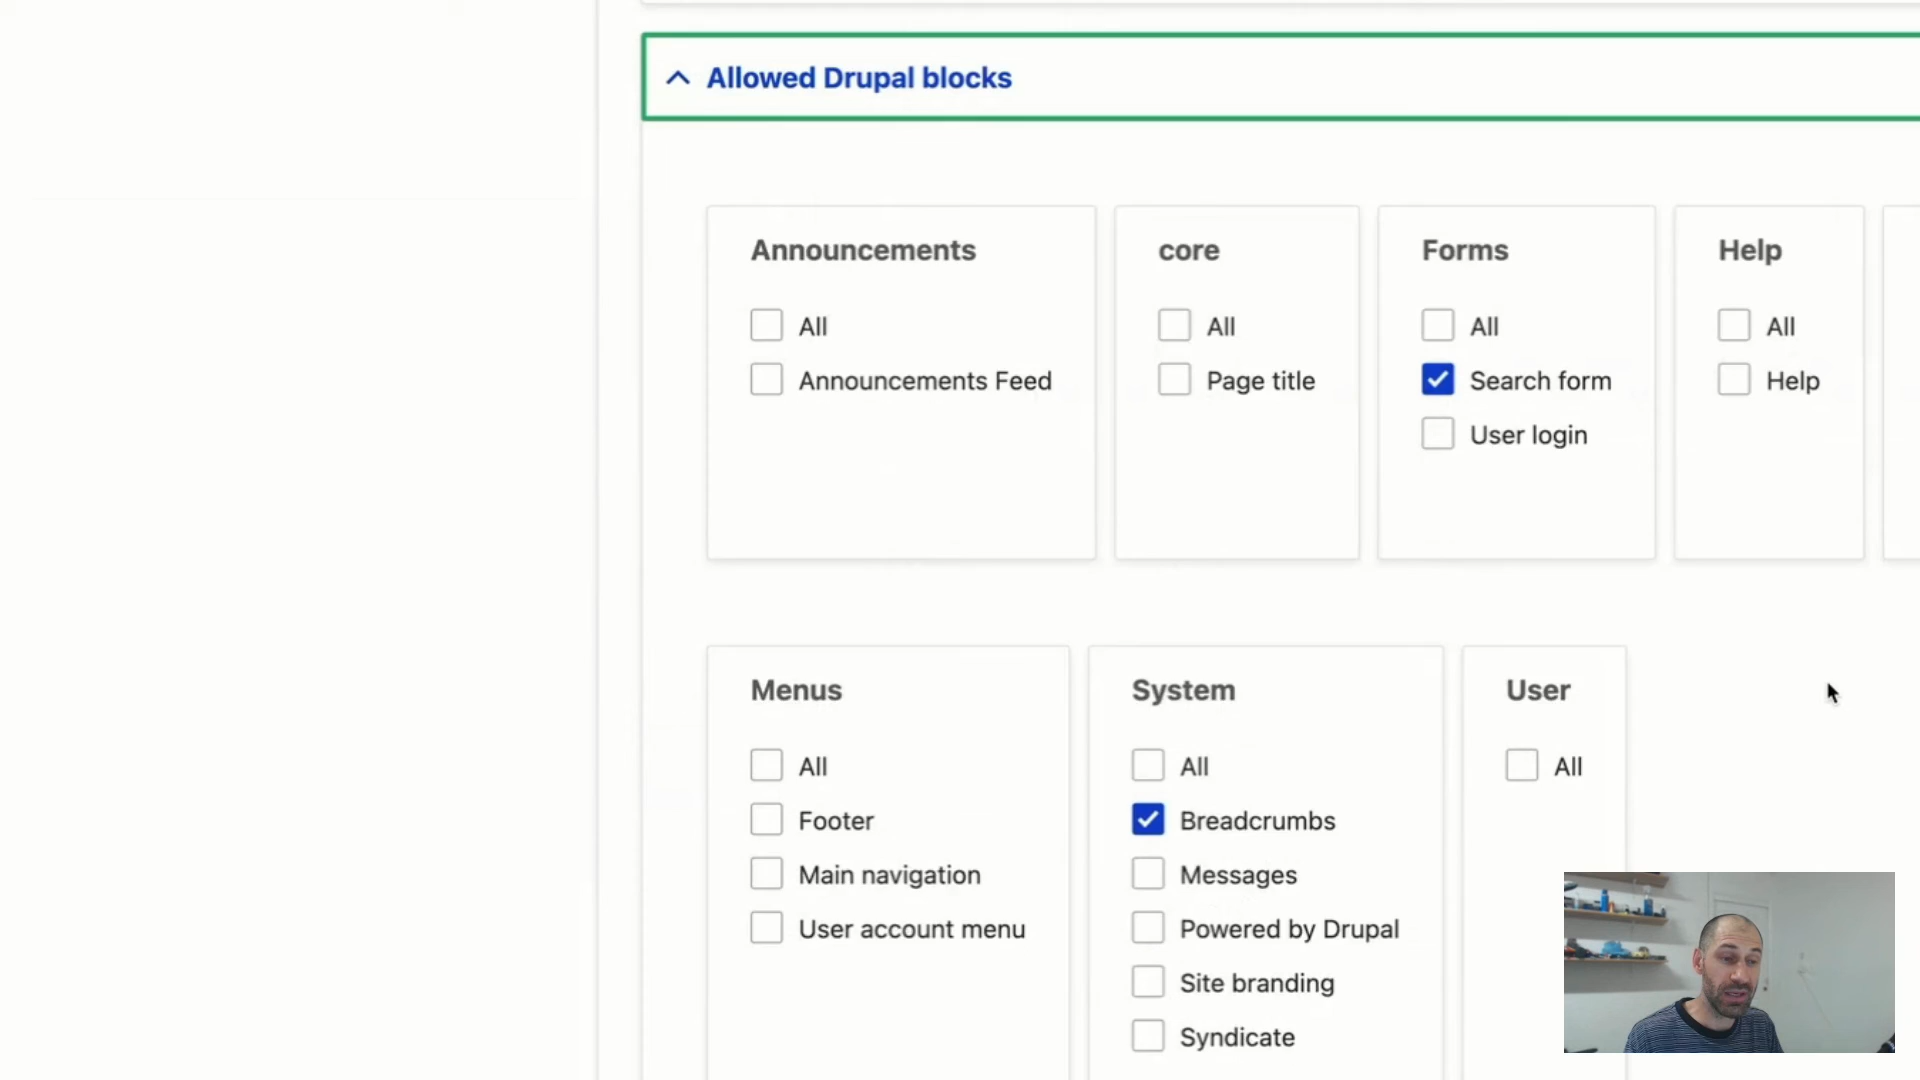 Allowed Drupal blocks
Announcements
All
Announcements Feed
core
All
Page title
Forms
All
Search form
User login
Help
All
Help
Menus
All
Footer
Main navigation
User account menu
System
All
Breadcrumbs
Messages
Powered by Drupal
Site branding
Syndicate
User
All